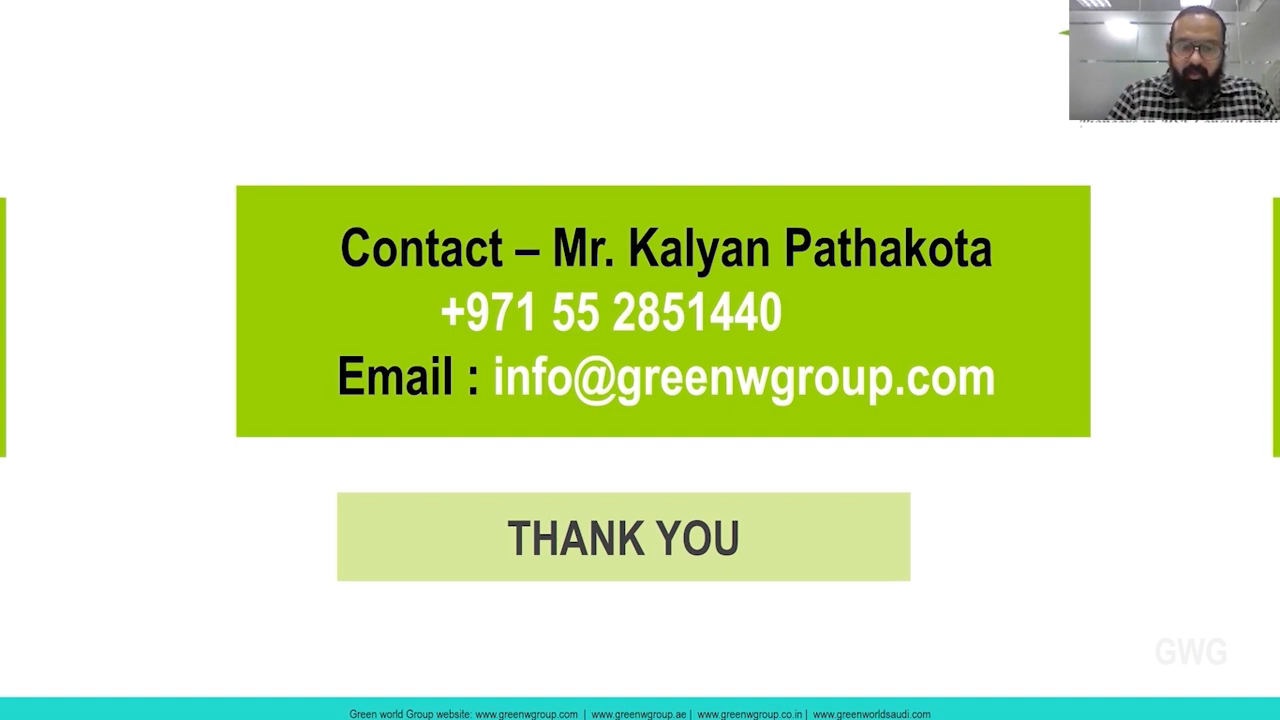 Contact – Mr. Kalyan Pathakota
+971 55 2851440
Email : info@greenwgroup.com
THANK YOU
GWG
Green world Group website: www.greenwgroup.com | www.greenwgroup.ae | www.greenwgroup.co.in | www.greenworldsaudi.com